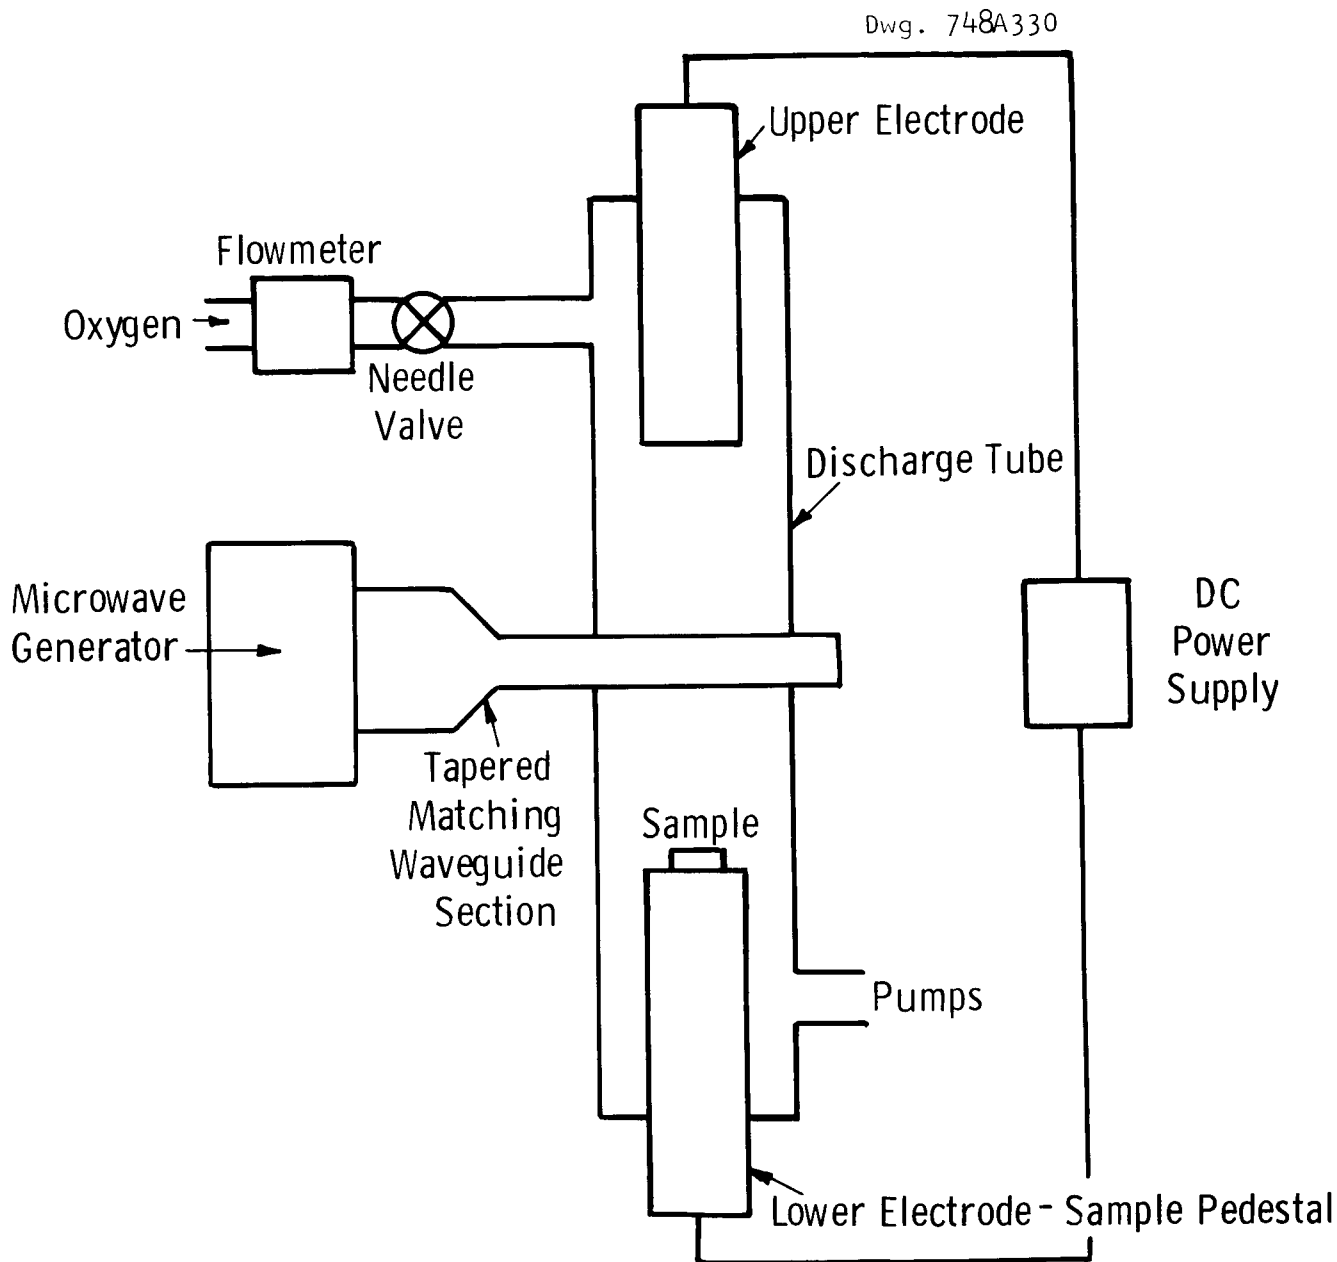 Dwg. 748A330
Upper Electrode
Flowmeter
Oxygen
Needle
Valve
Discharge Tube
Microwave
Generator
DC
Power
Supply
Tapered
Matching
Waveguide
Section
Sample
Pumps
Lower Electrode - Sample Pedestal